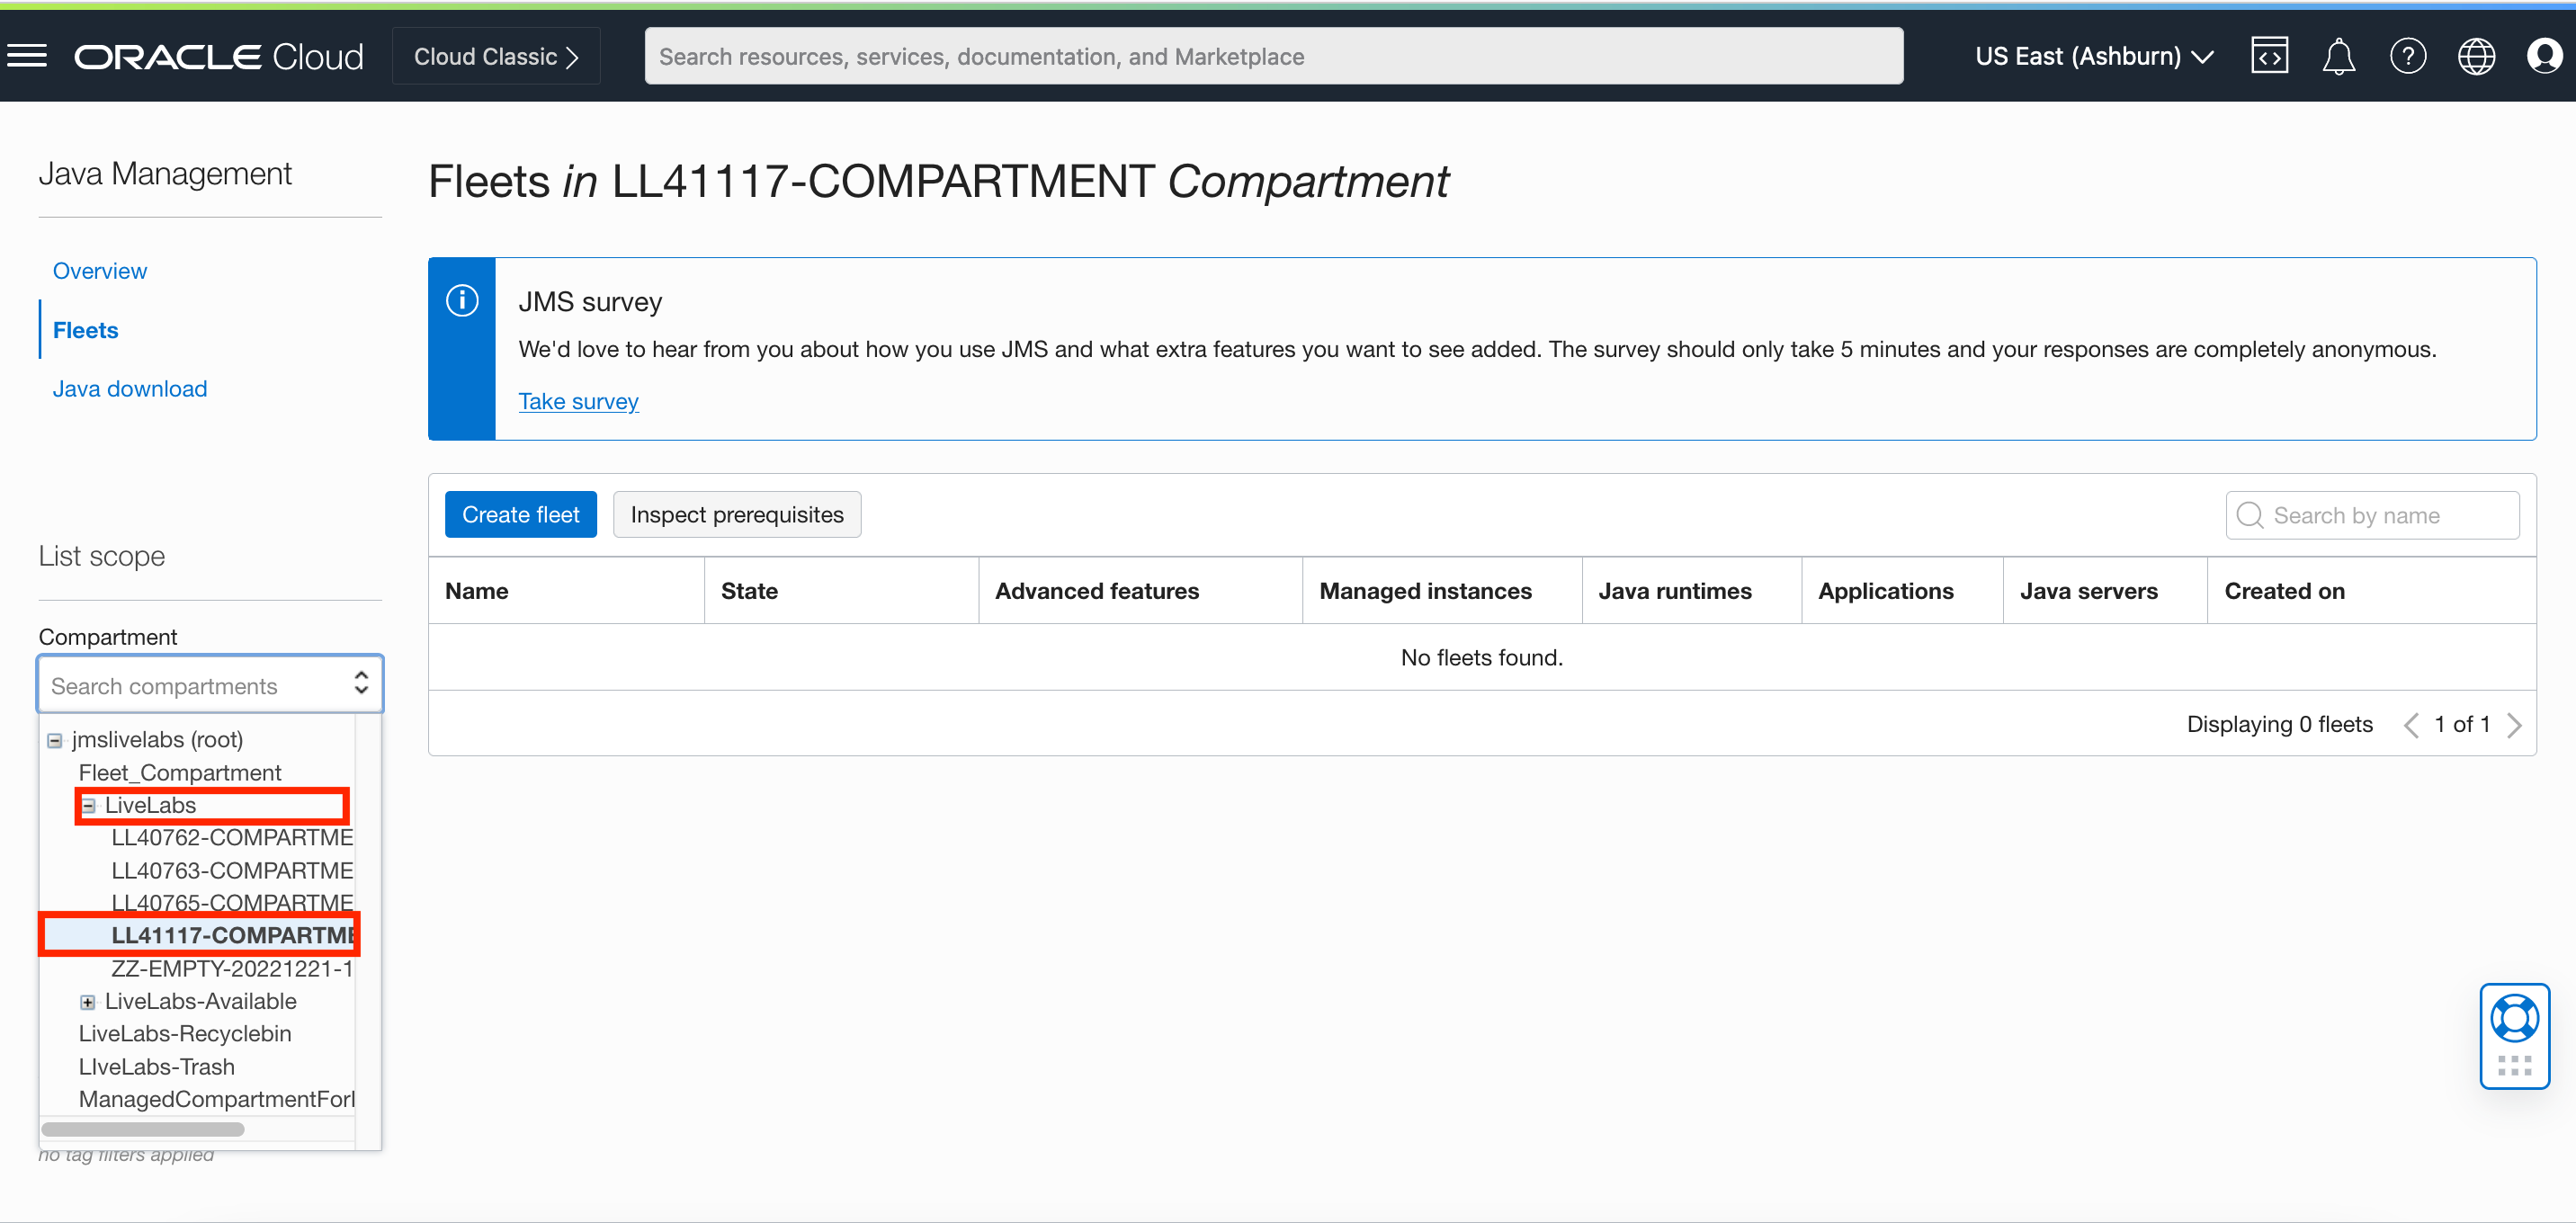 ORACLE Cloud
Cloud Classic
Search resources, services, documentation, and Marketplace
US East (Ashburn)
Java Management
Overview
Fleets
Java download
List scope
Compartment
Search compartments
jmslivelabs (root)
Fleet_Compartment
LiveLabs
LL40762-COMPARTME
LL40763-COMPARTME
LL40765-COMPARTME
LL41117-COMPARTME
ZZ-EMPTY-20221221-1
LiveLabs-Available
LiveLabs-Recyclebin
LIveLabs-Trash
ManagedCompartmentForI
no tag filters applied
Fleets in LL41117-COMPARTMENT Compartment
JMS survey
We'd love to hear from you about how you use JMS and what extra features you want to see added. The survey should only take 5 minutes and your responses are completely anonymous.
Take survey
Create fleet Inspect prerequisites Search by name
Name State Advanced features Managed instances Java runtimes Applications Java servers Created on
No fleets found.
Displaying 0 fleets 1 of 1